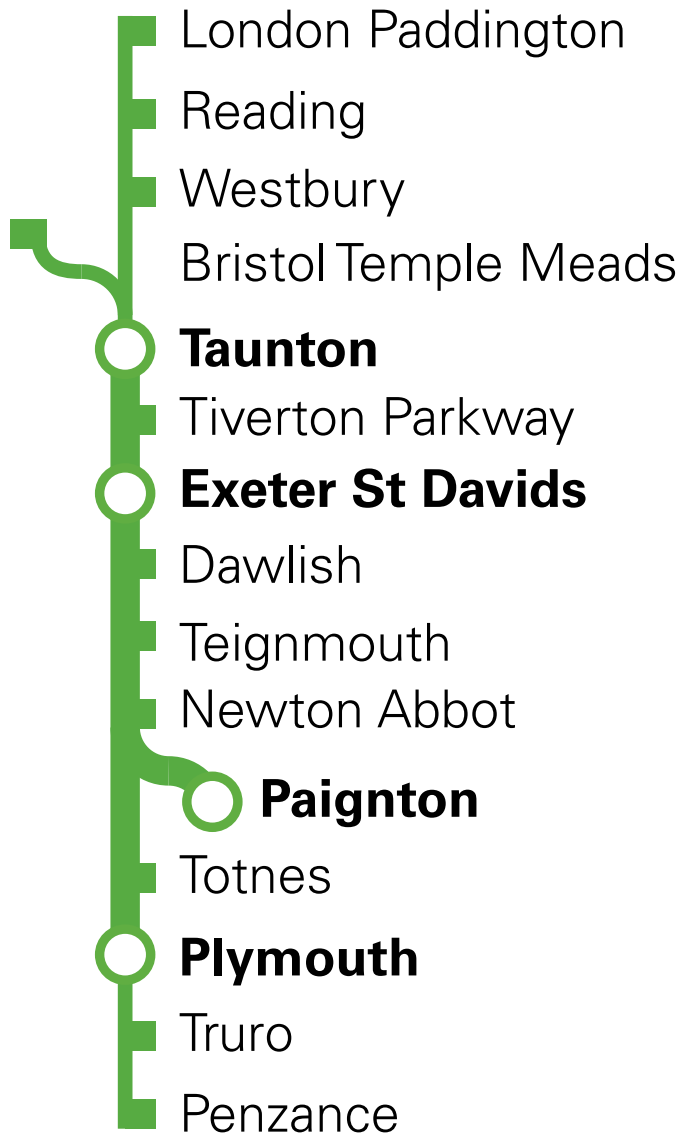 London Paddington
Reading
Westbury
Bristol Temple Meads
Taunton
Tiverton Parkway
Exeter St Davids
Dawlish
Teignmouth
Newton Abbot
Paignton
Totnes
Plymouth
Truro
Penzance